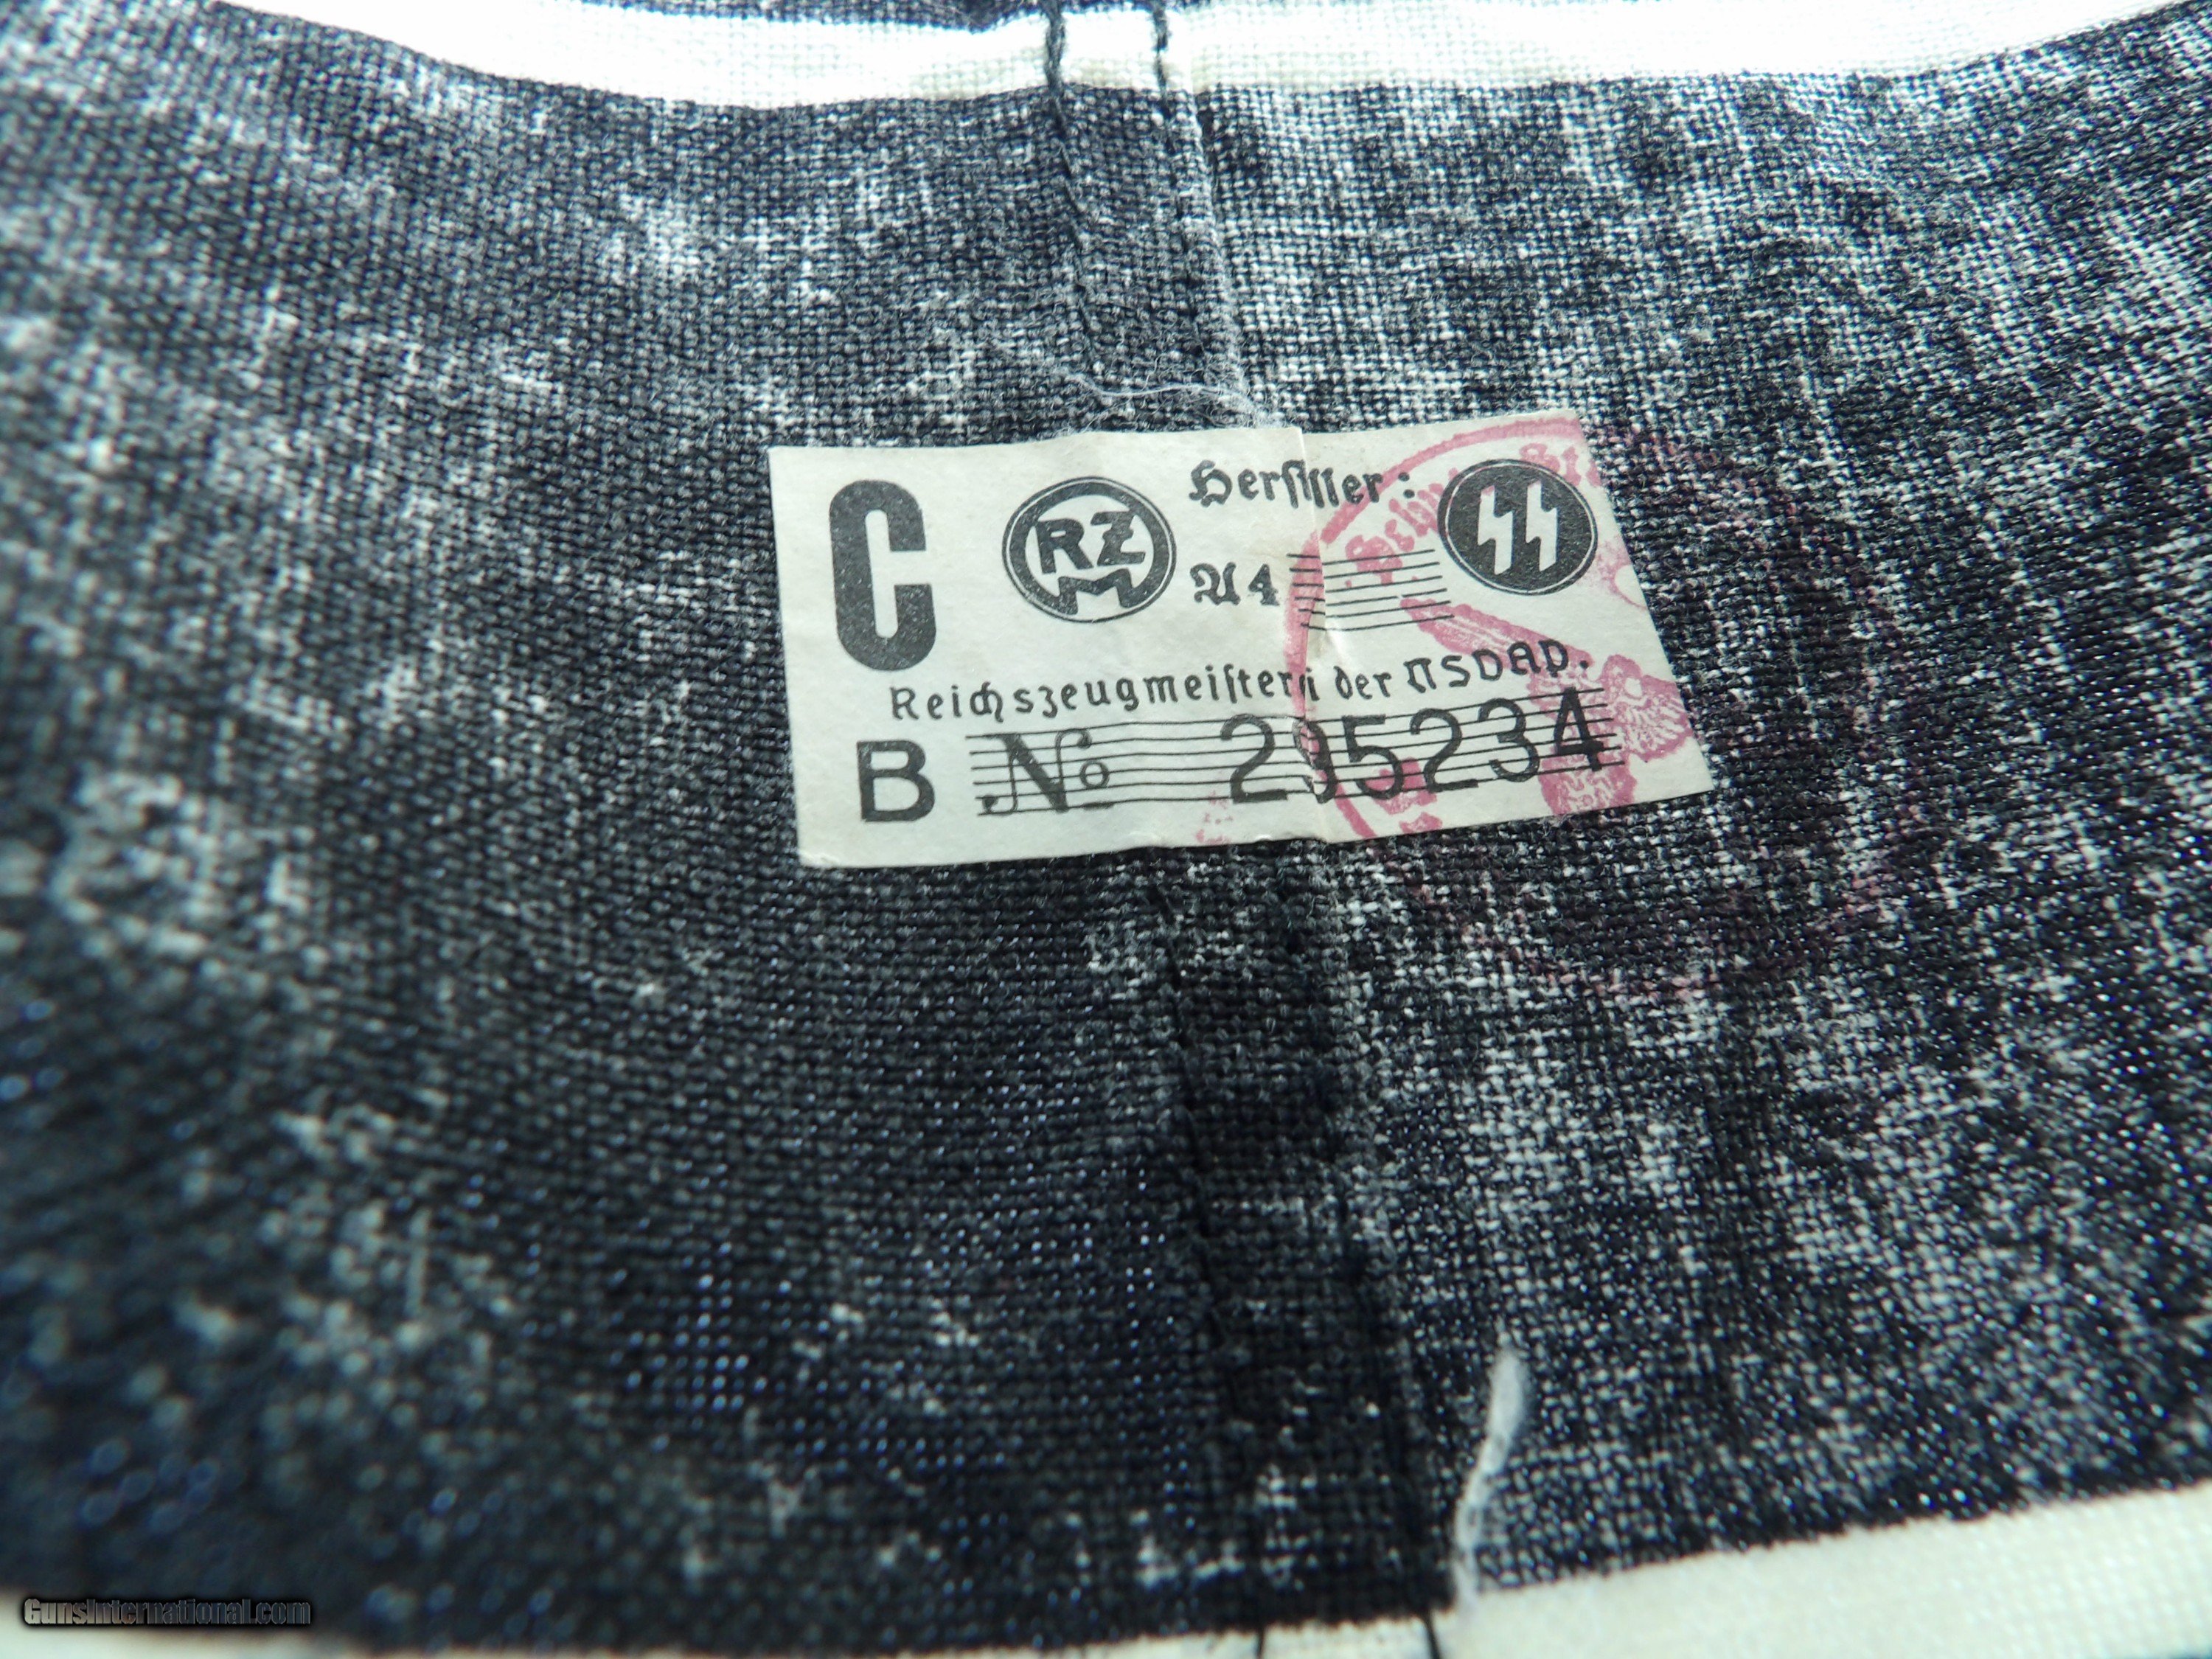 C RZM Hersteller: SS
A4
Reichszeugmeisterei der NSDAP.
B No 295234
GunsInternational.com